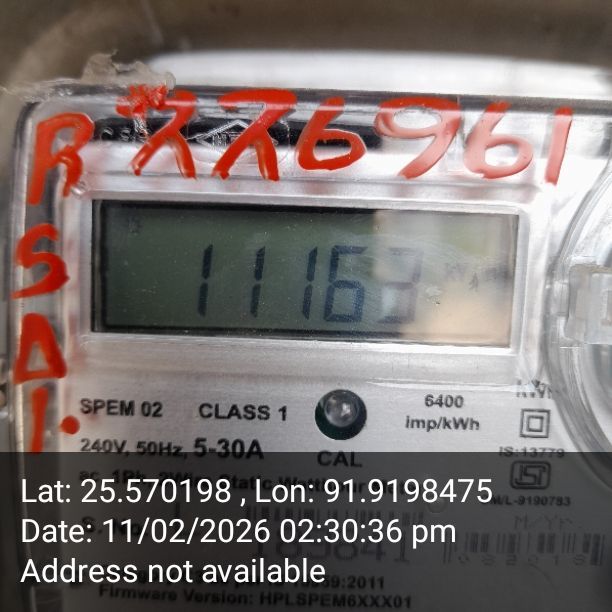 R *226961
S
A
I.
11163
SPEM 02 CLASS 1
6400
imp/kWh
240V, 50Hz, 5-30A
CAL
IS:13779
Lat: 25.570198 , Lon: 91.9198475
Date: 11/02/2026 02:30:36 pm
Address not available
Firmware Version: HPLSPEM6XXX01